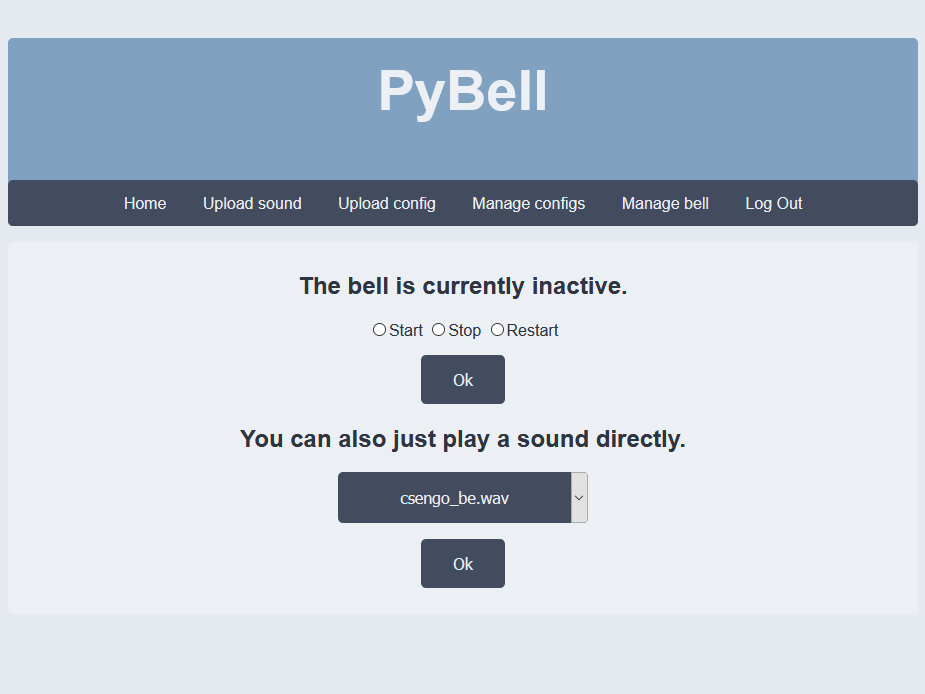 PyBell
Home Upload sound Upload config Manage configs Manage bell Log Out
The bell is currently inactive.
Start Stop Restart
Ok
You can also just play a sound directly.
csengo_be.wav
Ok